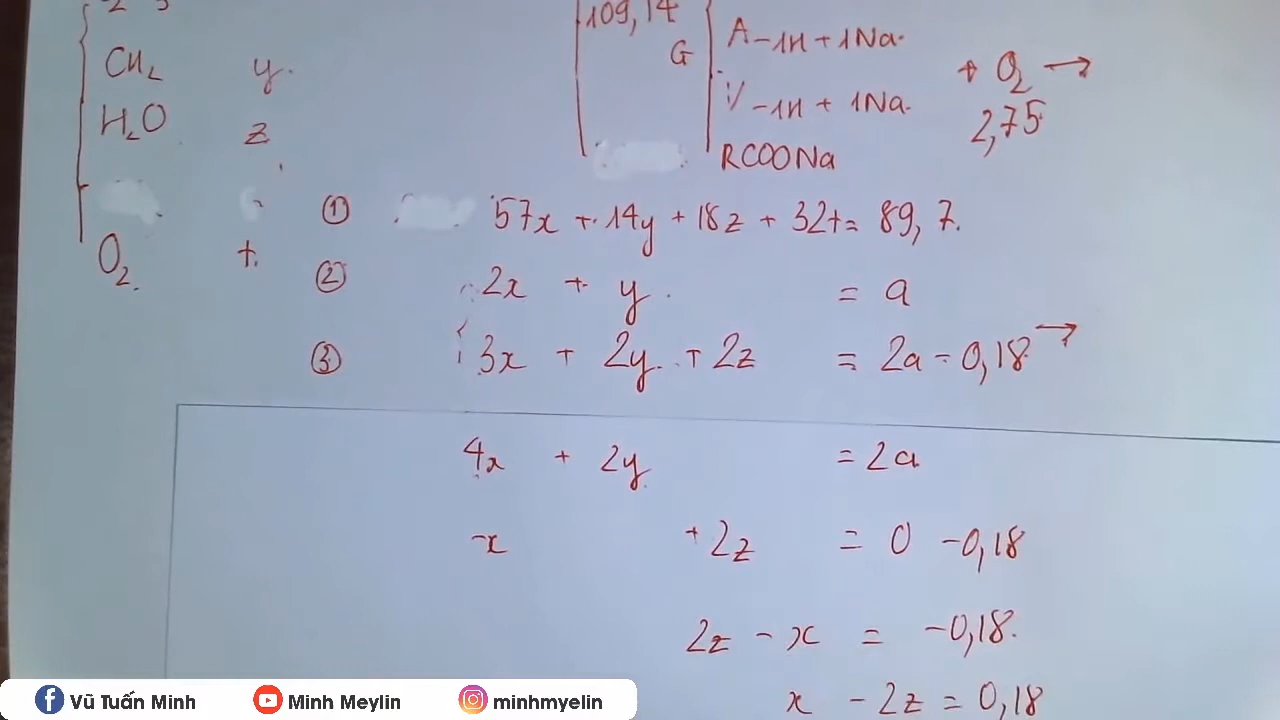 CH₂ y.
H₂O z
O₂. t.
109,14
G
A -1H + 1Na.
V -1H + 1Na.
RCOONa
+ O₂ →
2,75
① 57x + 14y + 18z + 32t = 89,7.
② 2x + y. = a
③ 3x + 2y + 2z = 2a - 0,18 →
4x + 2y = 2a
-x + 2z = 0 - 0,18
2z - x = -0,18.
x - 2z = 0,18
Vũ Tuấn Minh
Minh Meylin
minhmyelin